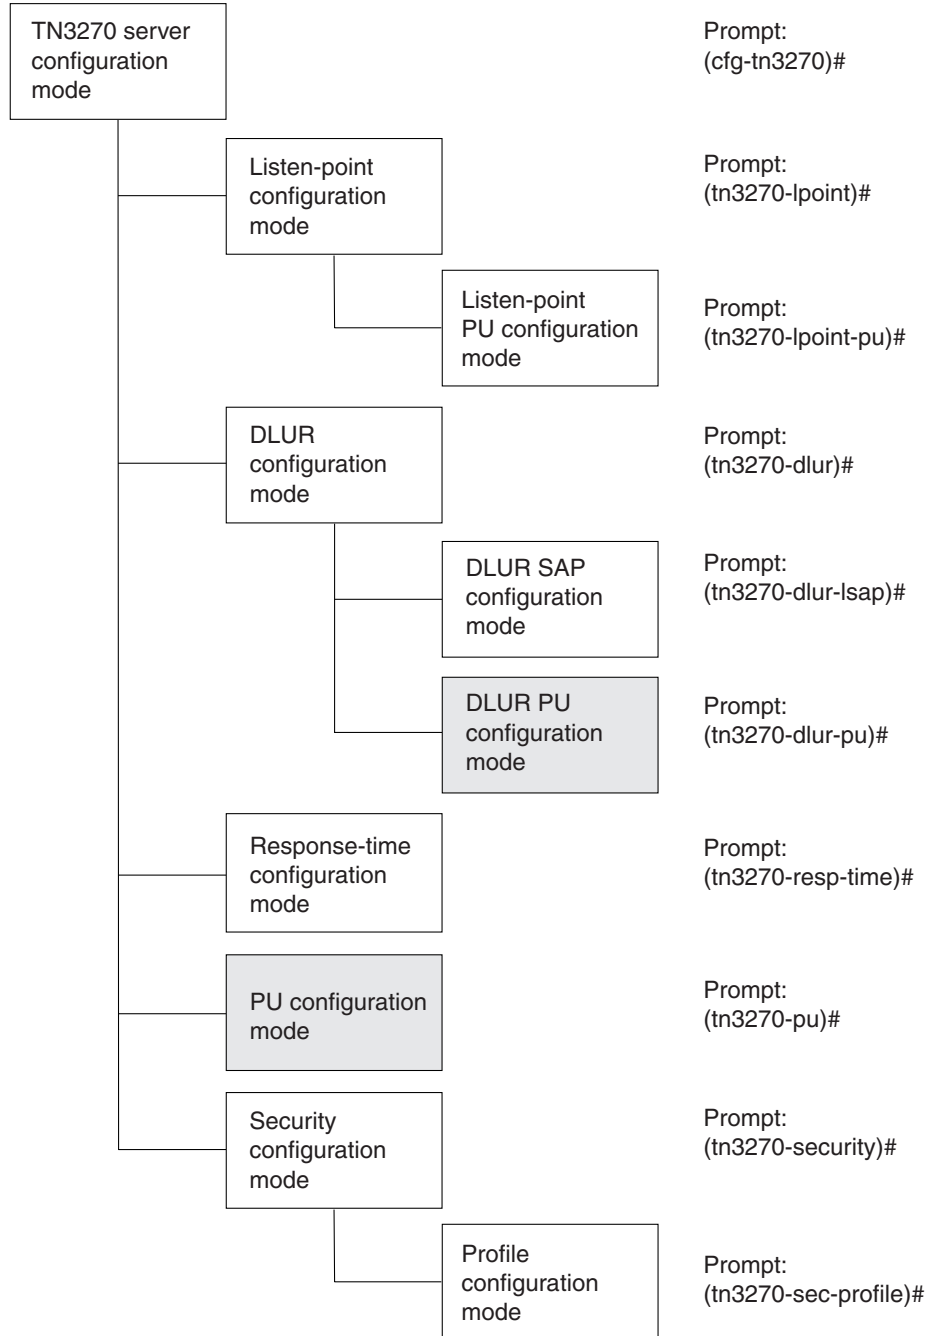 TN3270 server
configuration
mode
Prompt:
(cfg-tn3270)#
Listen-point
configuration
mode
Prompt:
(tn3270-lpoint)#
Listen-point
PU configuration
mode
Prompt:
(tn3270-lpoint-pu)#
DLUR
configuration
mode
Prompt:
(tn3270-dlur)#
DLUR SAP
configuration
mode
Prompt:
(tn3270-dlur-lsap)#
DLUR PU
configuration
mode
Prompt:
(tn3270-dlur-pu)#
Response-time
configuration
mode
Prompt:
(tn3270-resp-time)#
PU configuration
mode
Prompt:
(tn3270-pu)#
Security
configuration
mode
Prompt:
(tn3270-security)#
Profile
configuration
mode
Prompt:
(tn3270-sec-profile)#